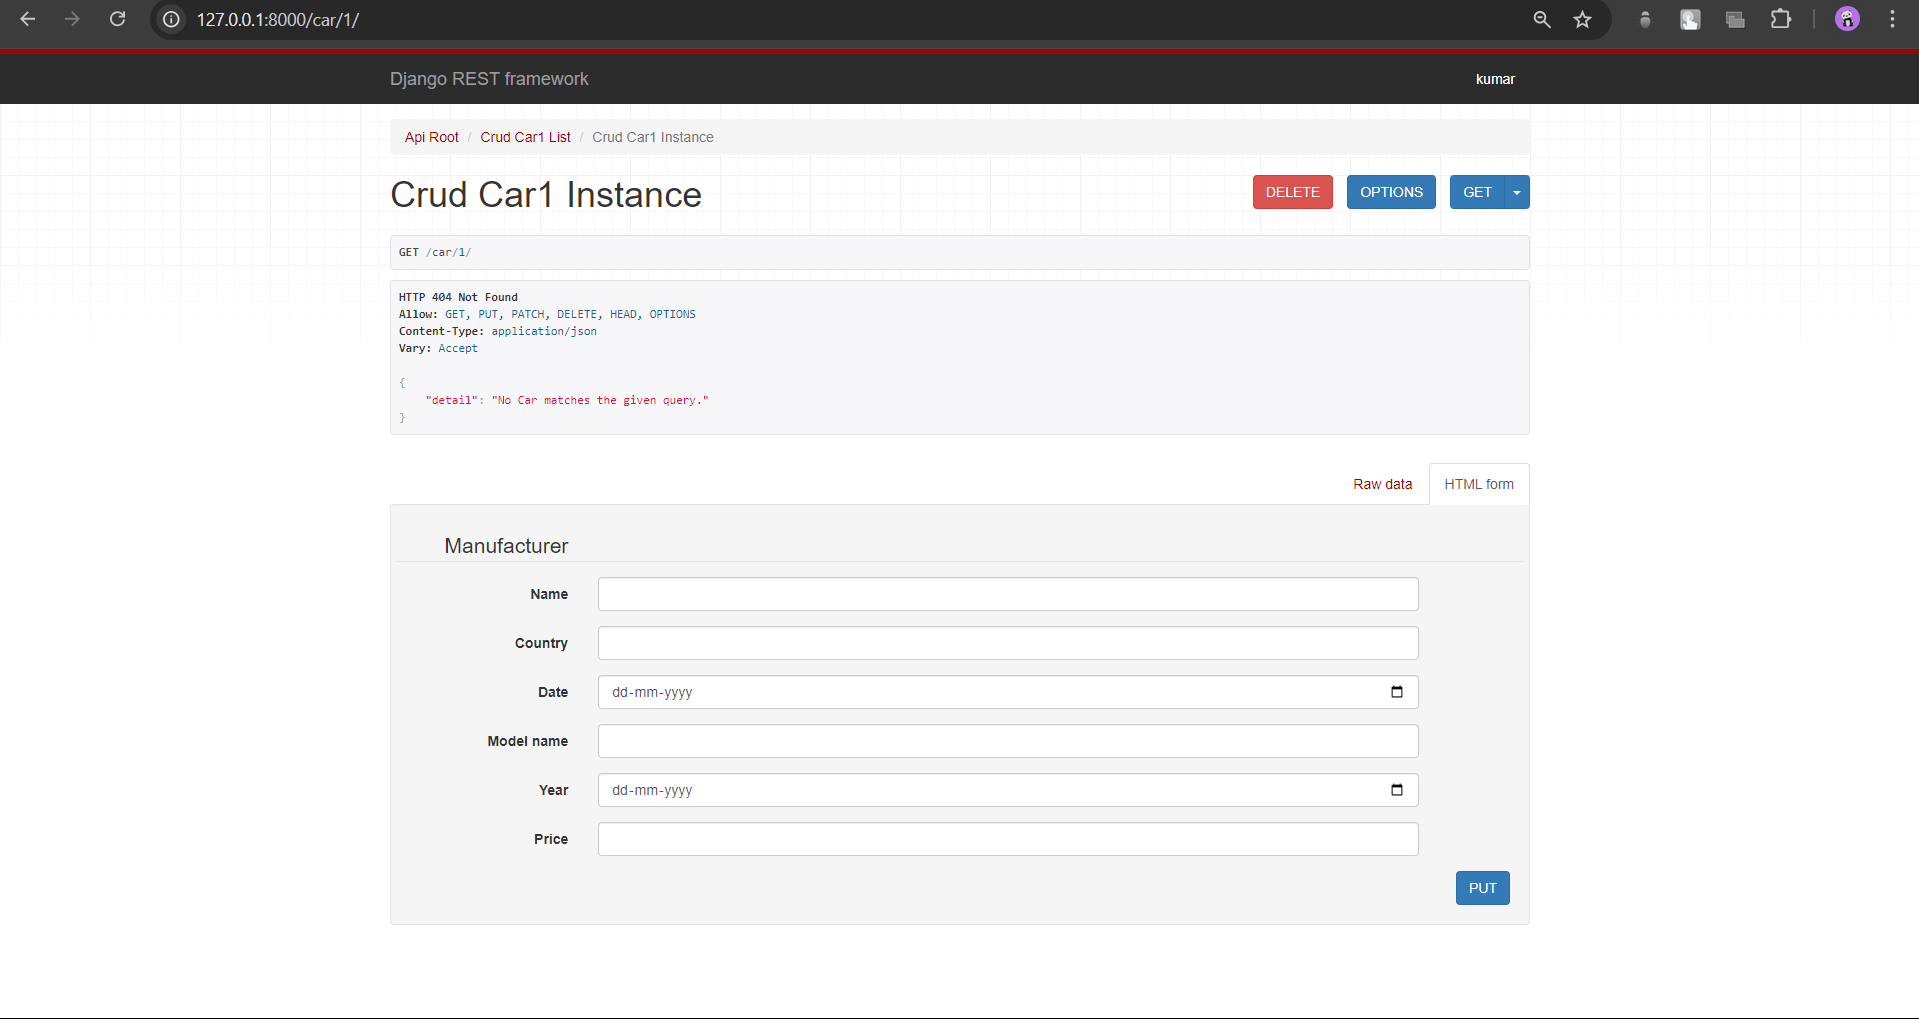 127.0.0.1:8000/car/1/
Django REST framework kumar
Api Root / Crud Car1 List / Crud Car1 Instance
Crud Car1 Instance DELETE OPTIONS GET
GET /car/1/
HTTP 404 Not Found
Allow: GET, PUT, PATCH, DELETE, HEAD, OPTIONS
Content-Type: application/json
Vary: Accept
{
"detail": "No Car matches the given query."
}
Raw data HTML form
Manufacturer
Name
Country
Date dd-mm-yyyy
Model name
Year dd-mm-yyyy
Price
PUT